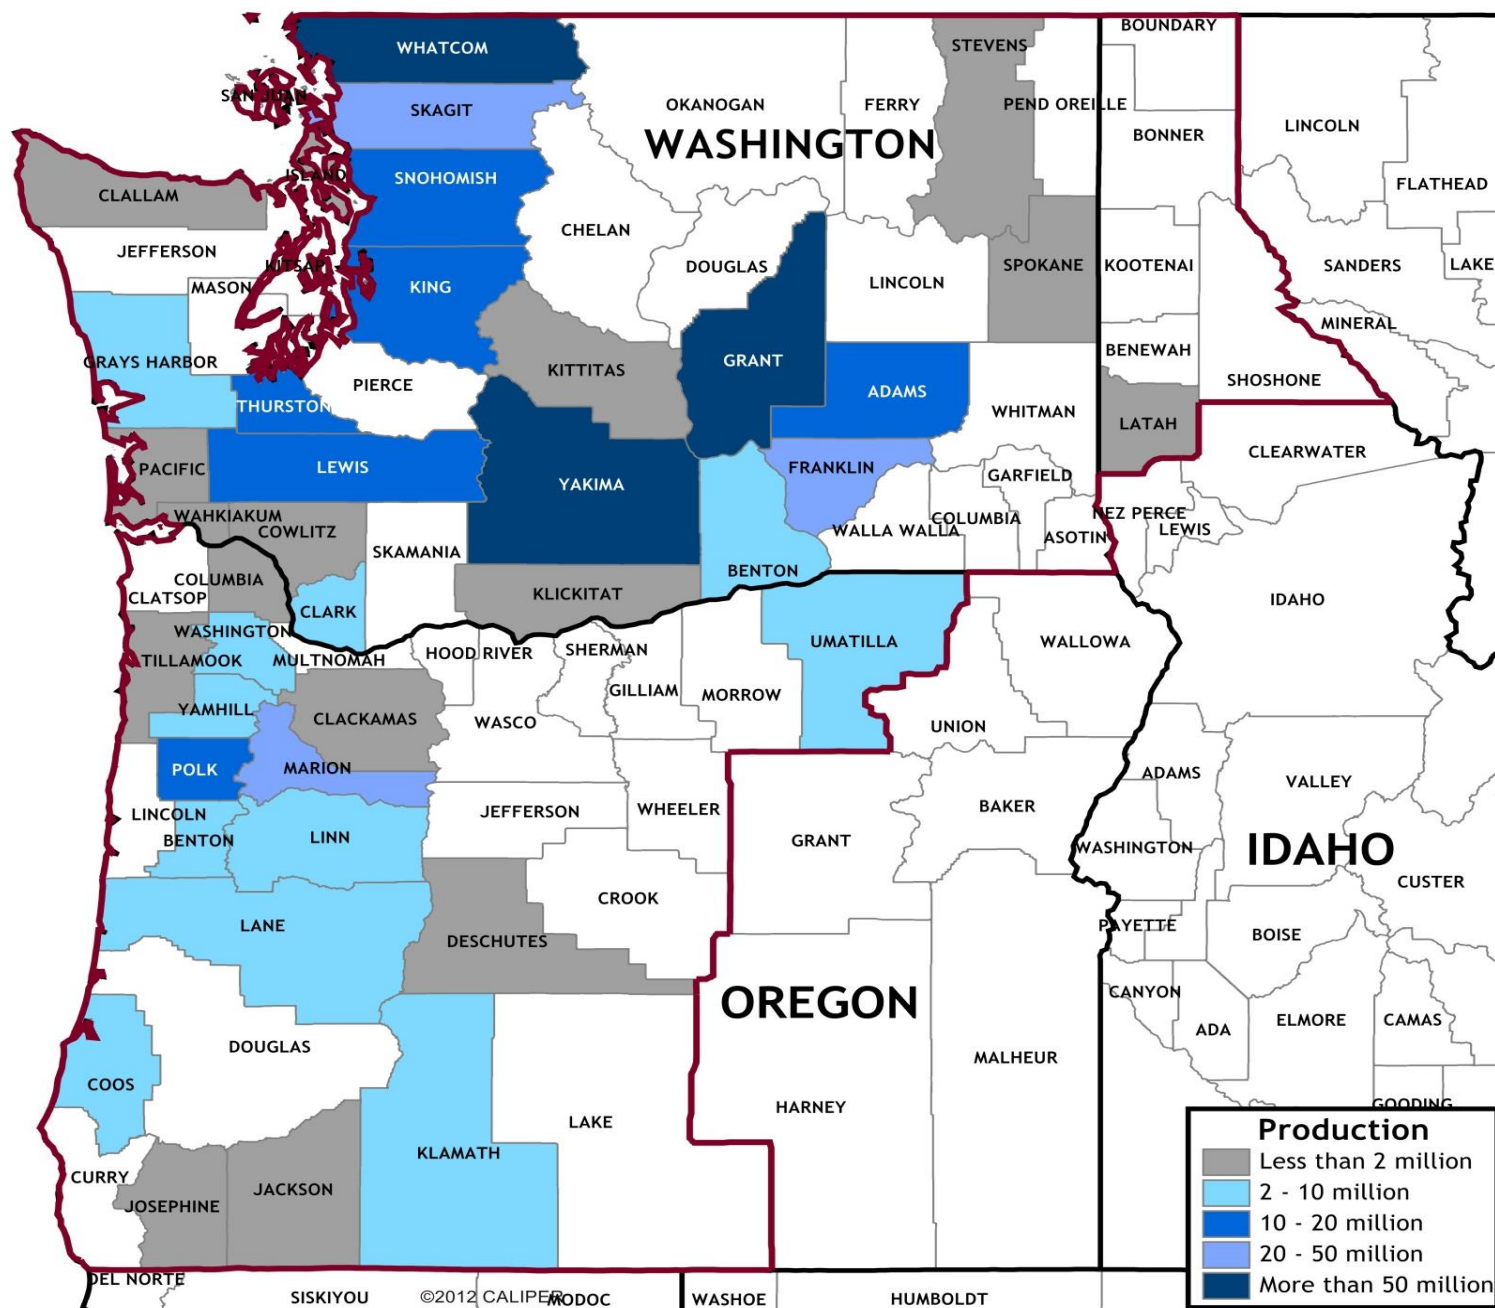 BOUNDARY
WHATCOM
STEVENS
SAN JUAN
SKAGIT
OKANOGAN
FERRY
PEND OREILLE
LINCOLN
BONNER
WASHINGTON
SNOHOMISH
ISLAND
CLALLAM
FLATHEAD
CHELAN
JEFFERSON
KITSAP
DOUGLAS
LINCOLN
SPOKANE
KOOTENAI
SANDERS
LAKE
MASON
KING
MINERAL
GRAYS HARBOR
KITTITAS
GRANT
BENEWAH
SHOSHONE
PIERCE
THURSTON
ADAMS
WHITMAN
LATAH
CLEARWATER
PACIFIC
LEWIS
YAKIMA
FRANKLIN
GARFIELD
WAHKIAKUM
COWLITZ
SKAMANIA
WALLA WALLA
COLUMBIA
ASOTIN
NEZ PERCE
LEWIS
COLUMBIA
CLATSOP
CLARK
KLICKITAT
BENTON
IDAHO
WASHINGTON
TILLAMOOK
MULTNOMAH
HOOD RIVER
SHERMAN
UMATILLA
WALLOWA
YAMHILL
CLACKAMAS
WASCO
GILLIAM
MORROW
UNION
POLK
MARION
ADAMS
VALLEY
LINCOLN
BENTON
LINN
JEFFERSON
WHEELER
GRANT
BAKER
WASHINGTON
IDAHO
CROOK
CUSTER
LANE
DESCHUTES
PAYETTE
BOISE
OREGON
CANYON
ADA
ELMORE
CAMAS
DOUGLAS
COOS
MALHEUR
LAKE
HARNEY
GOODING
CURRY
KLAMATH
JOSEPHINE
JACKSON
Production
Less than 2 million
2 - 10 million
10 - 20 million
20 - 50 million
More than 50 million
DEL NORTE
SISKIYOU
©2012 CALIPER
MODOC
WASHOE
HUMBOLDT